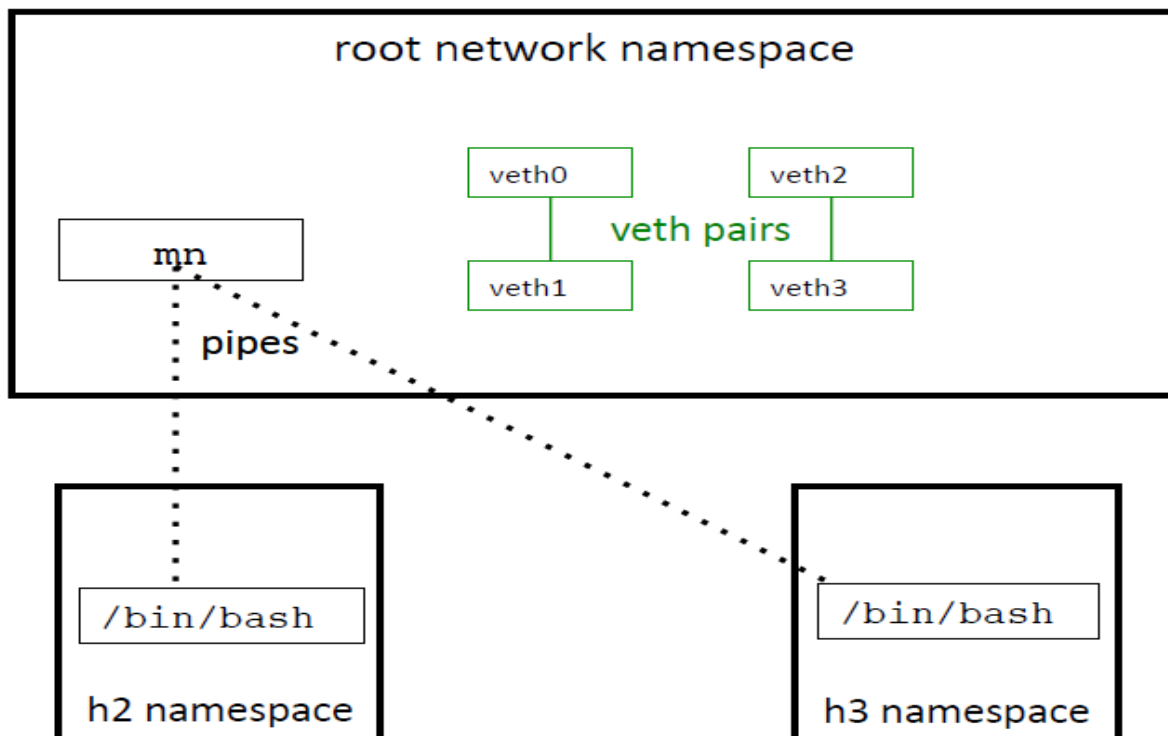 root network namespace
veth0
veth2
veth pairs
mn
veth1
veth3
pipes
/bin/bash
/bin/bash
h2 namespace
h3 namespace